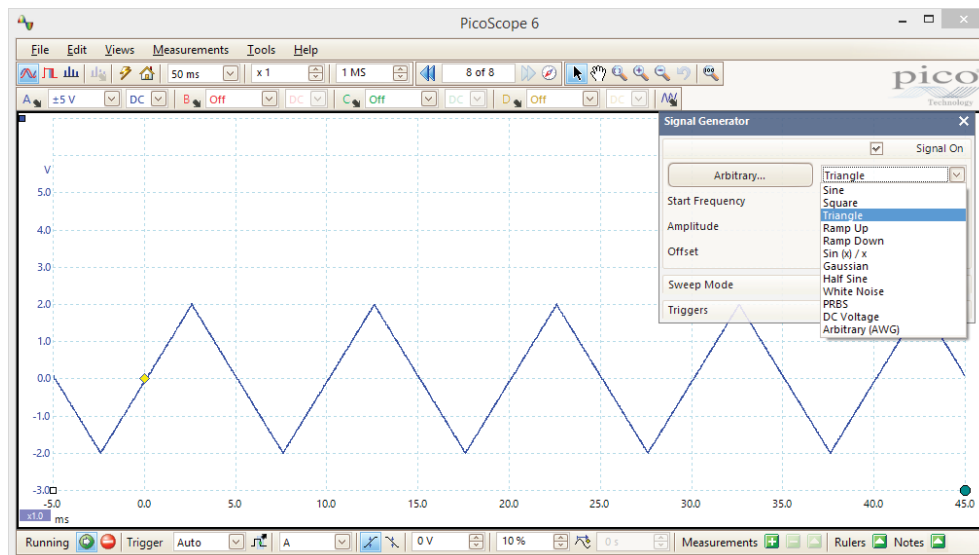 PicoScope 6
File Edit Views Measurements Tools Help
50 ms x 1 1 MS 8 of 8
pico
Technology
A ±5 V DC B Off DC C Off DC D Off DC
Signal Generator
Signal On
Arbitrary... Triangle
Sine
Square
Triangle
Ramp Up
Ramp Down
Sin (x) / x
Gaussian
Half Sine
White Noise
PRBS
DC Voltage
Arbitrary (AWG)
Start Frequency
Amplitude
Offset
Sweep Mode
Triggers
V
5.0
4.0
3.0
2.0
1.0
0.0
-1.0
-2.0
-3.0
-5.0 0.0 5.0 10.0 15.0 20.0 25.0 30.0 35.0 40.0 45.0
x1.0 ms
Running Trigger Auto A 0 V 10 % 0 s Measurements Rulers Notes